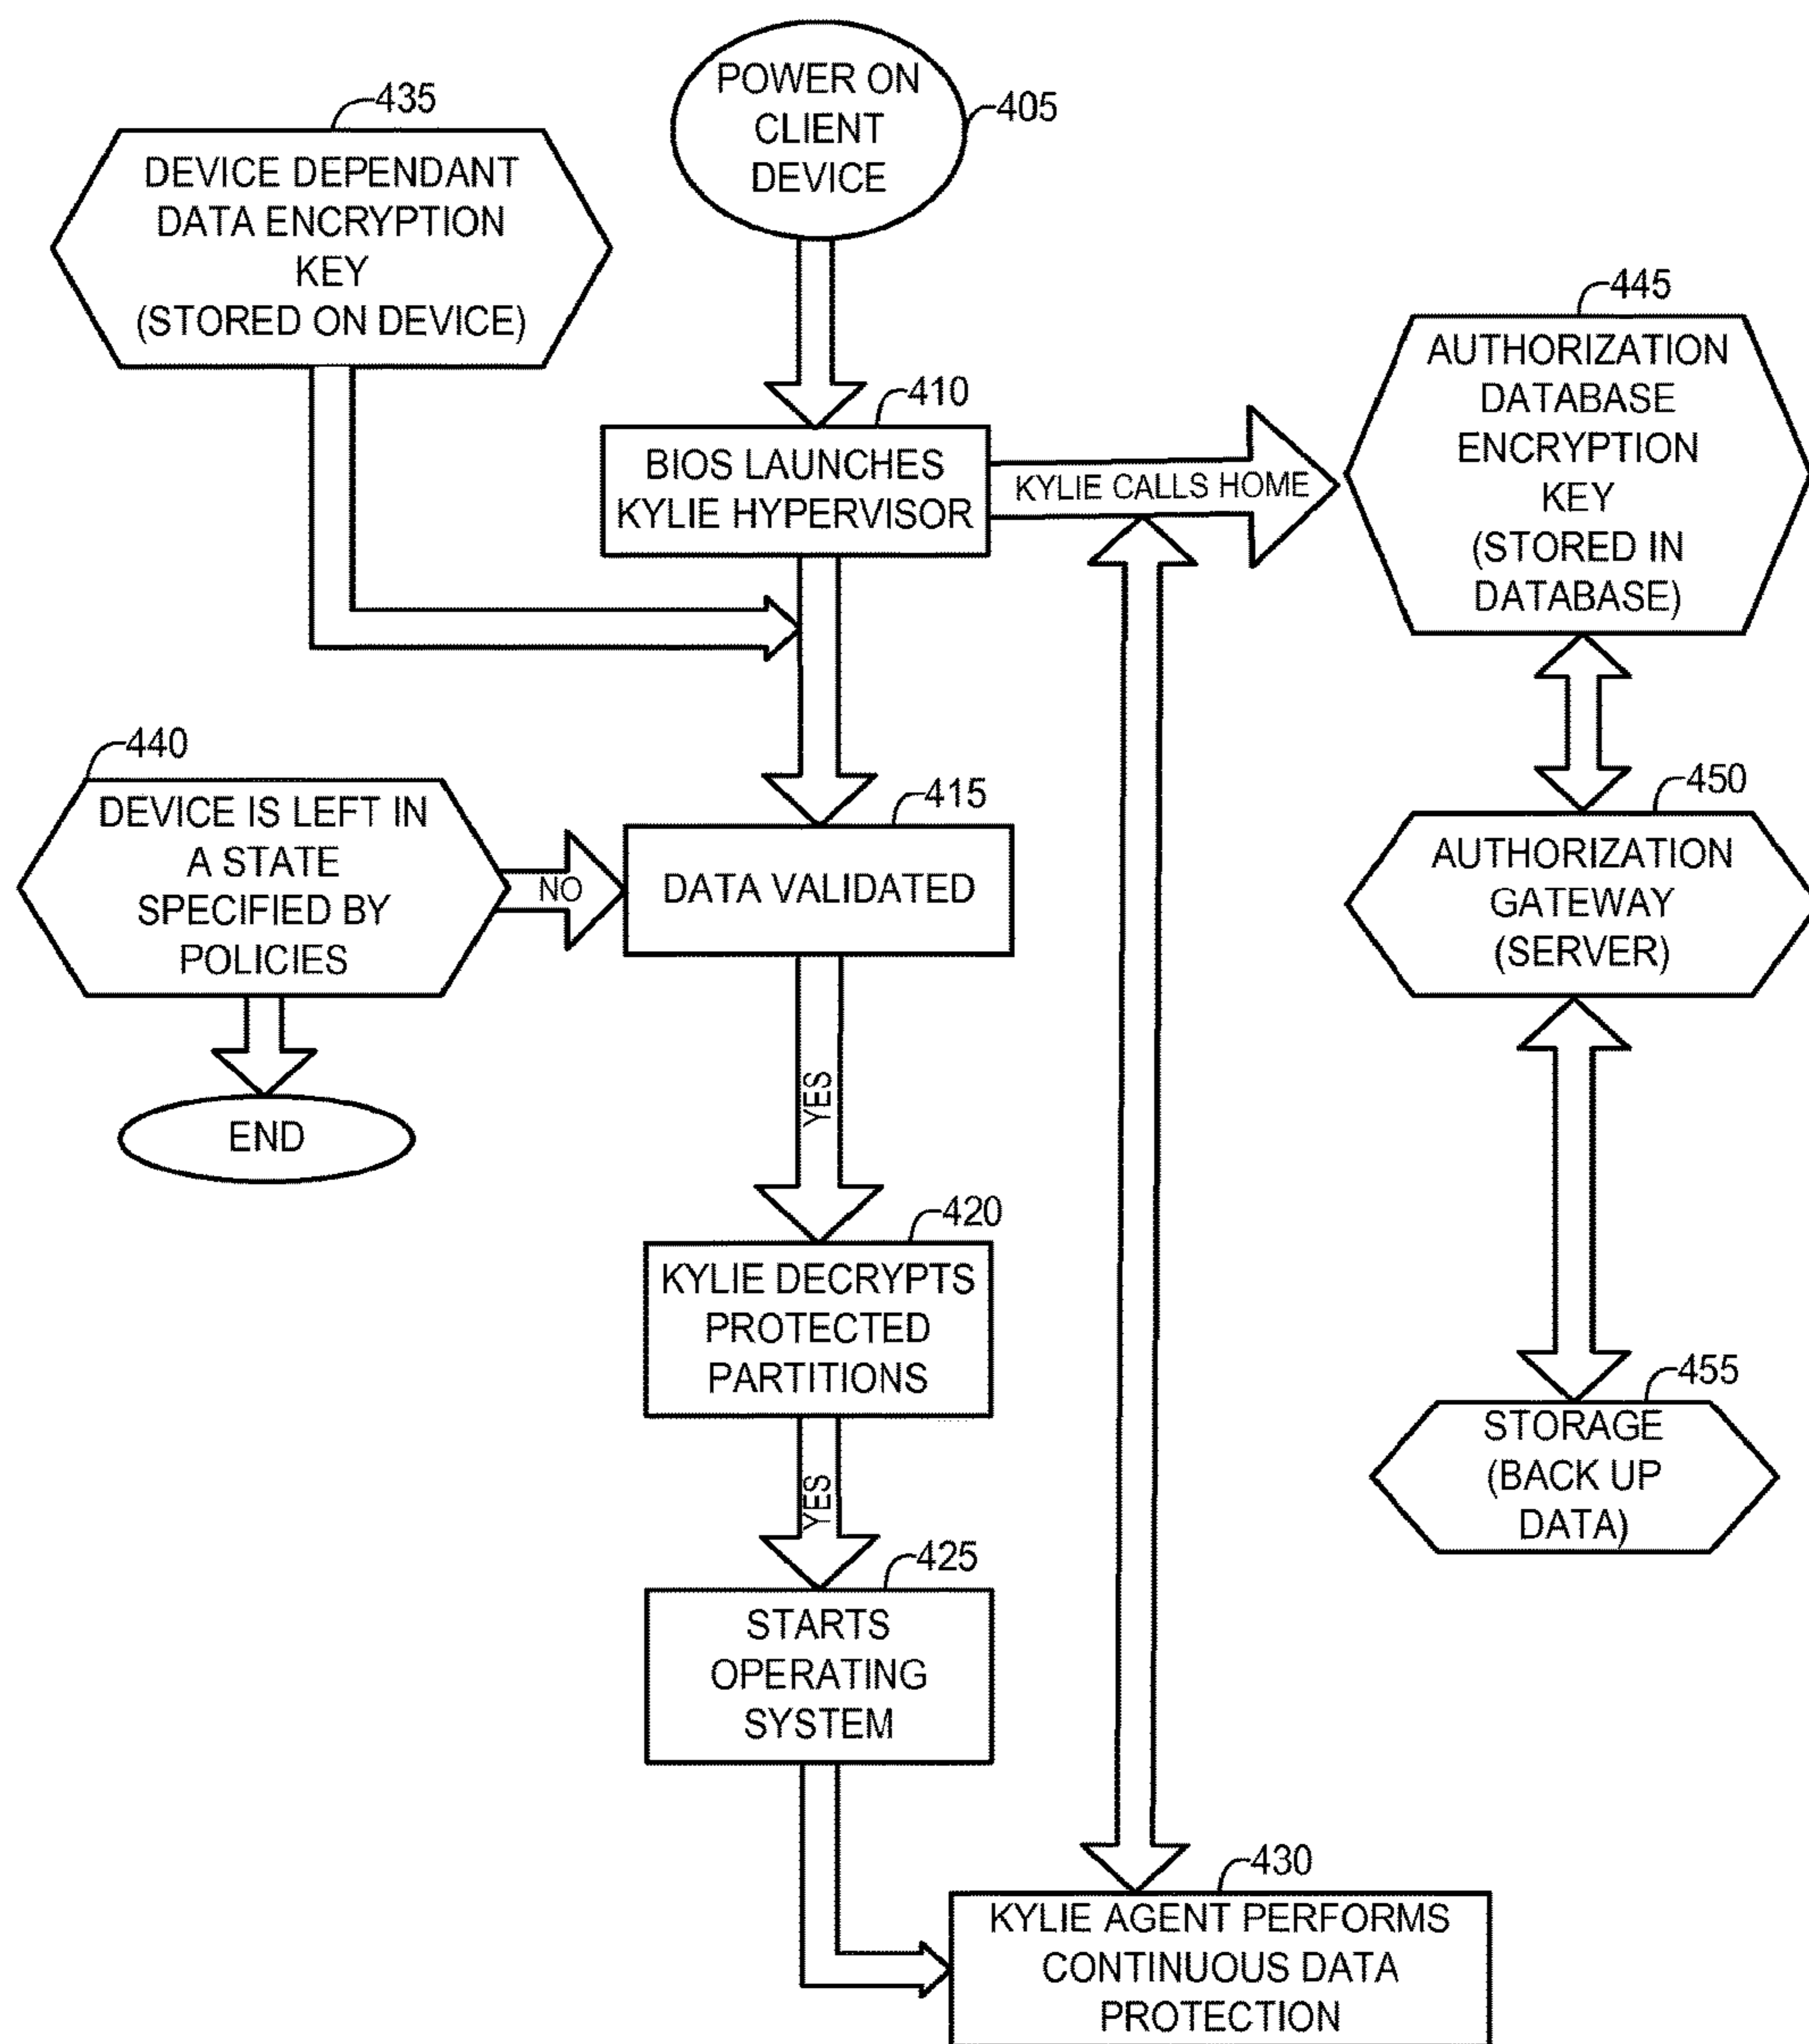 POWER ON
CLIENT
DEVICE
405
435
DEVICE DEPENDANT
DATA ENCRYPTION
KEY
(STORED ON DEVICE)
410
BIOS LAUNCHES
KYLIE HYPERVISOR
KYLIE CALLS HOME
445
AUTHORIZATION
DATABASE
ENCRYPTION
KEY
(STORED IN
DATABASE)
440
DEVICE IS LEFT IN
A STATE
SPECIFIED BY
POLICIES
NO
415
DATA VALIDATED
450
AUTHORIZATION
GATEWAY
(SERVER)
END
YES
420
KYLIE DECRYPTS
PROTECTED
PARTITIONS
455
STORAGE
(BACK UP
DATA)
YES
425
STARTS
OPERATING
SYSTEM
430
KYLIE AGENT PERFORMS
CONTINUOUS DATA
PROTECTION